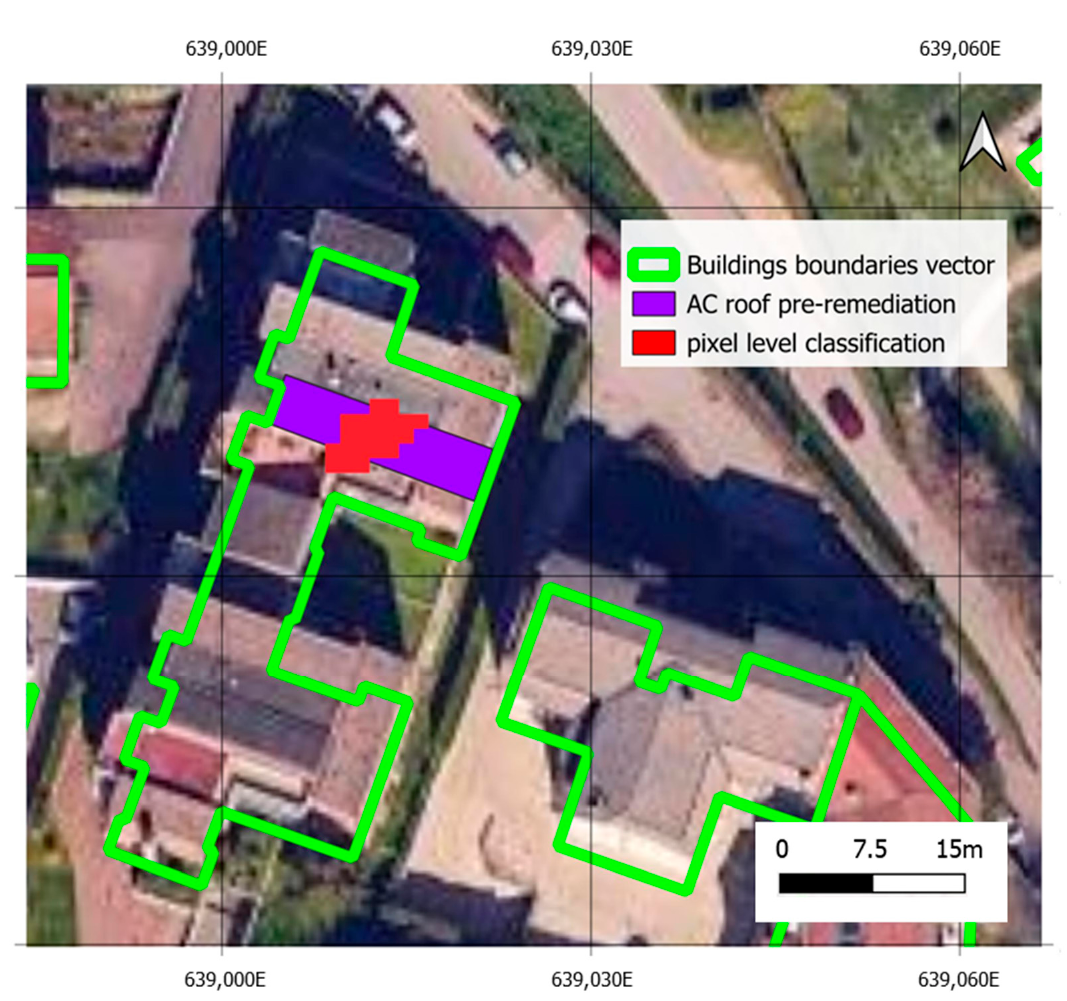 639,000E 639,030E 639,060E
Buildings boundaries vector
AC roof pre-remediation
pixel level classification
0 7.5 15m
639,000E 639,030E 639,060E